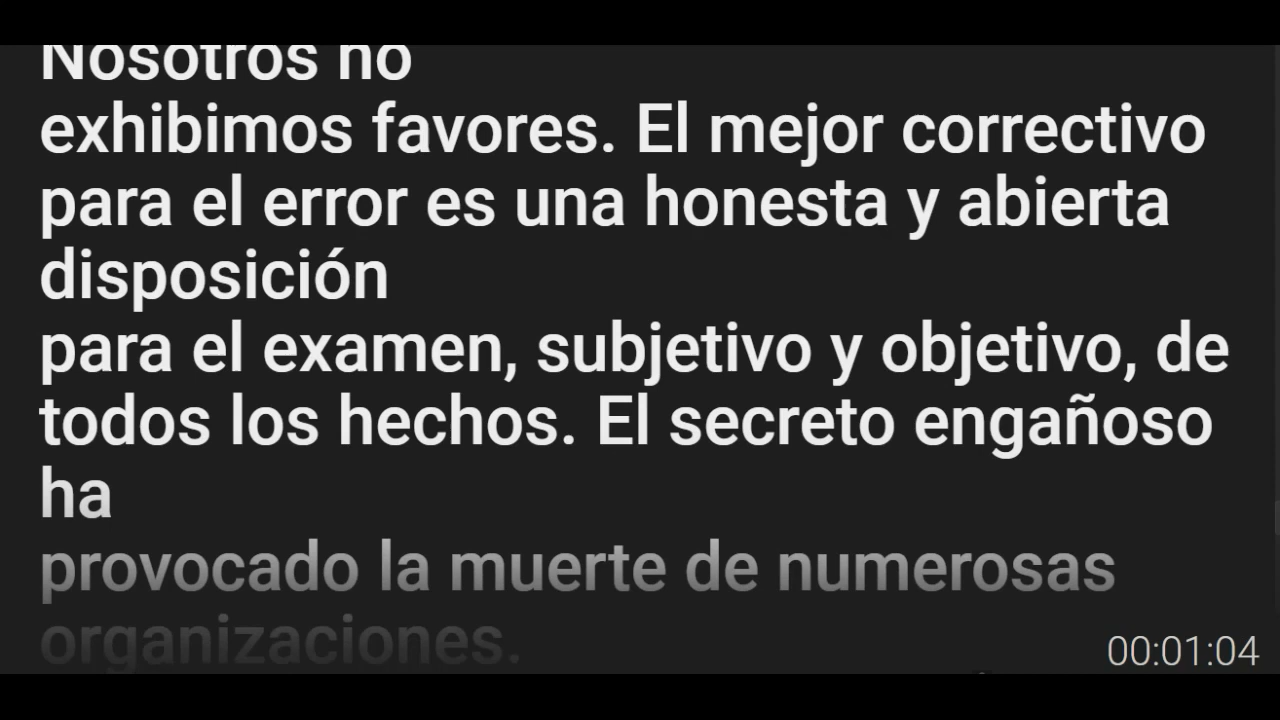 Nosotros no
exhibimos favores. El mejor correctivo
para el error es una honesta y abierta
disposición
para el examen, subjetivo y objetivo, de
todos los hechos. El secreto engañoso
ha
provocado la muerte de numerosas
organizaciones.
00:01:04